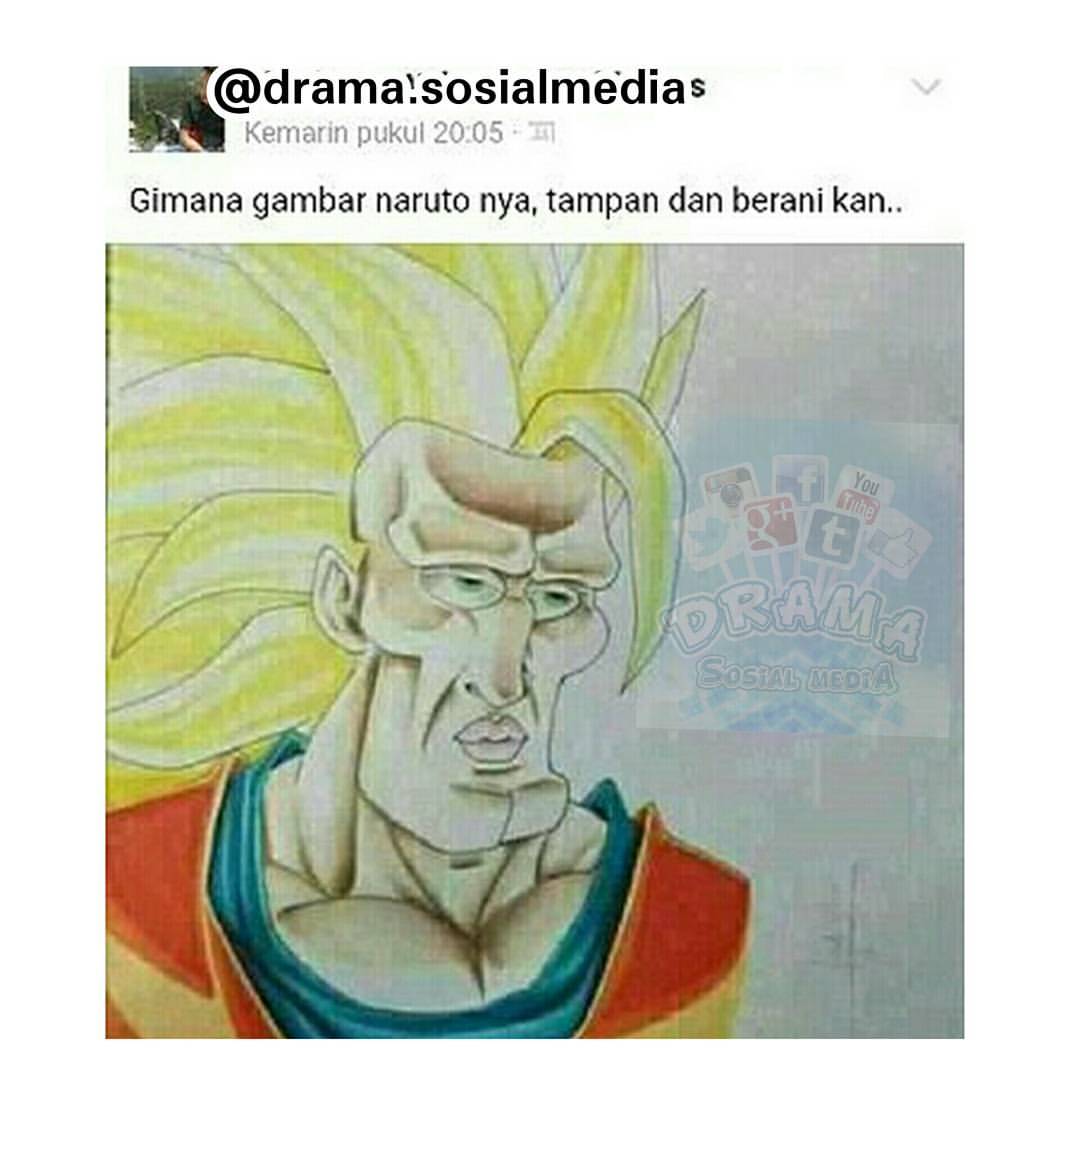 @drama.sosialmedias
Kemarin pukul 20:05 ·
Gimana gambar naruto nya, tampan dan berani kan..
You
Tube
f
g+
t
DRAMA
SOSiAL MEDiA